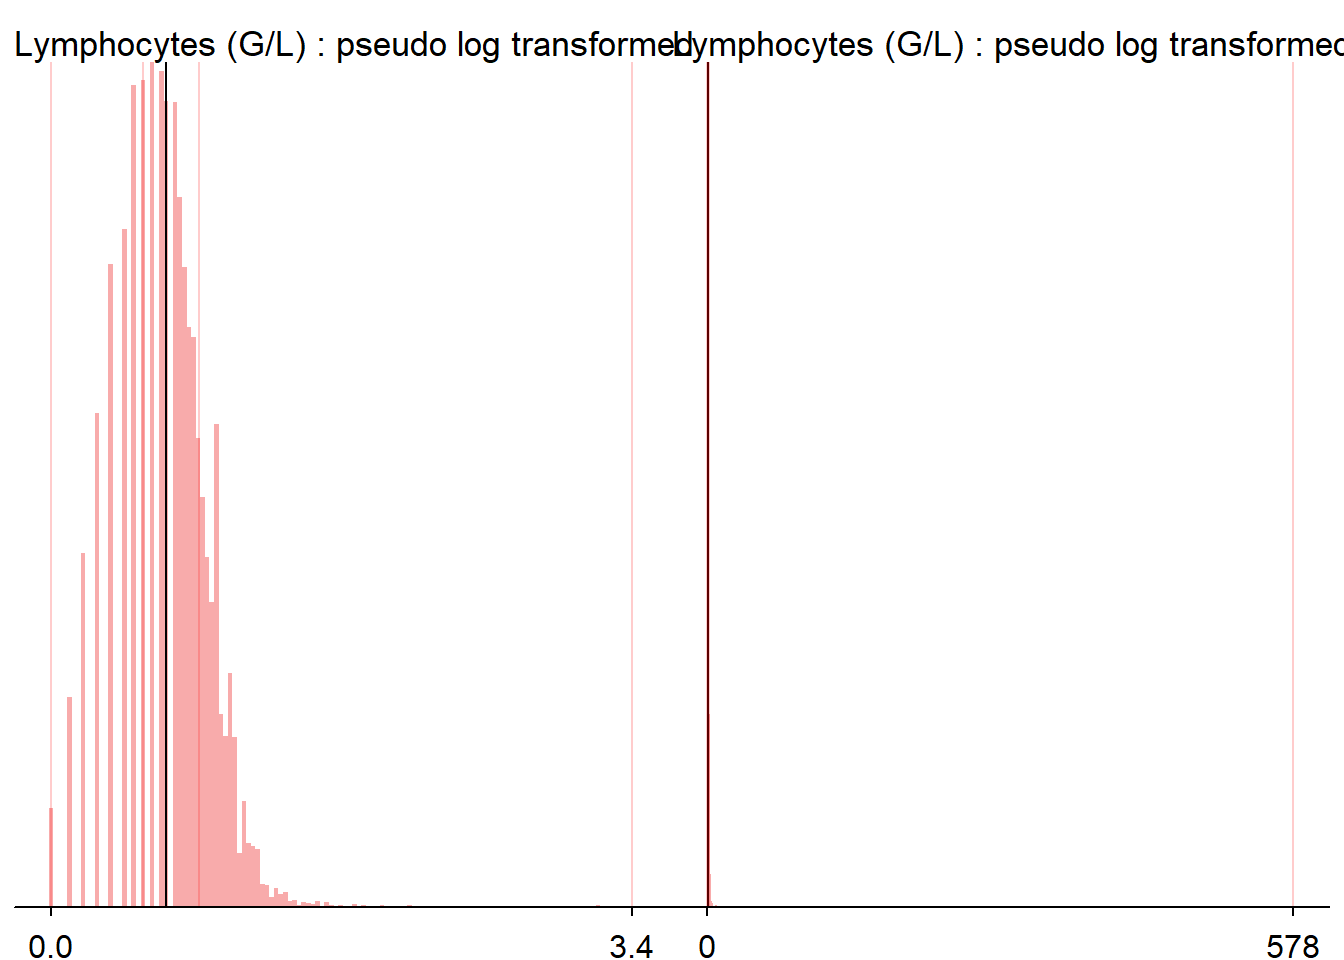 Lymphocytes (G/L) : pseudo log transformed
Lymphocytes (G/L) : pseudo log transformed
0.0
3.4
0
578